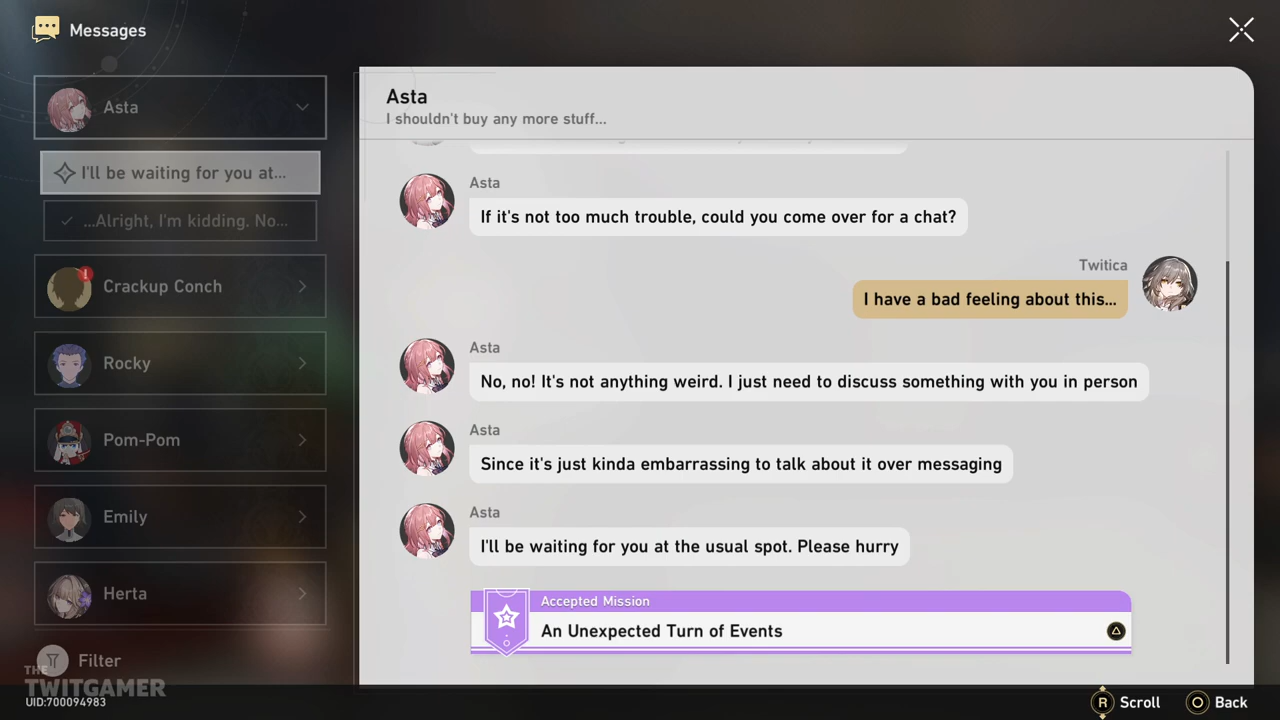 Messages
Asta
I'll be waiting for you at...
...Alright, I'm kidding. No...
Crackup Conch
Rocky
Pom-Pom
Emily
Herta
Filter
THE
TWITGAMER
UID:700094983
Asta
I shouldn't buy any more stuff...
Asta
If it's not too much trouble, could you come over for a chat?
Twitica
I have a bad feeling about this...
Asta
No, no! It's not anything weird. I just need to discuss something with you in person
Asta
Since it's just kinda embarrassing to talk about it over messaging
Asta
I'll be waiting for you at the usual spot. Please hurry
Accepted Mission
An Unexpected Turn of Events
R Scroll
Back